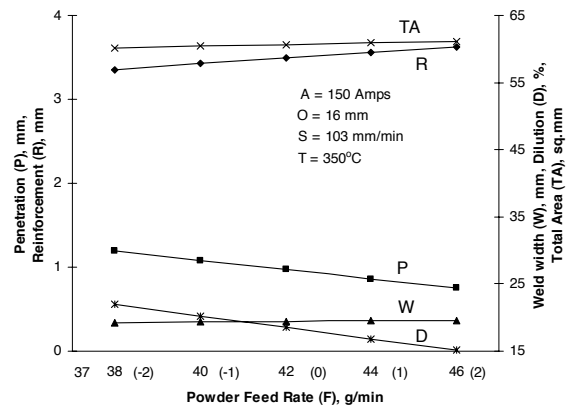 4
3
2
1
0
Penetration (P), mm,
Reinforcement (R), mm
TA
R
A = 150 Amps
O = 16 mm
S = 103 mm/min
T = 350°C
P
W
D
65
55
45
35
25
15
Weld width (W), mm, Dilution (D), %,
Total Area (TA), sq.mm
37 38 (-2) 40 (-1) 42 (0) 44 (1) 46 (2)
Powder Feed Rate (F), g/min